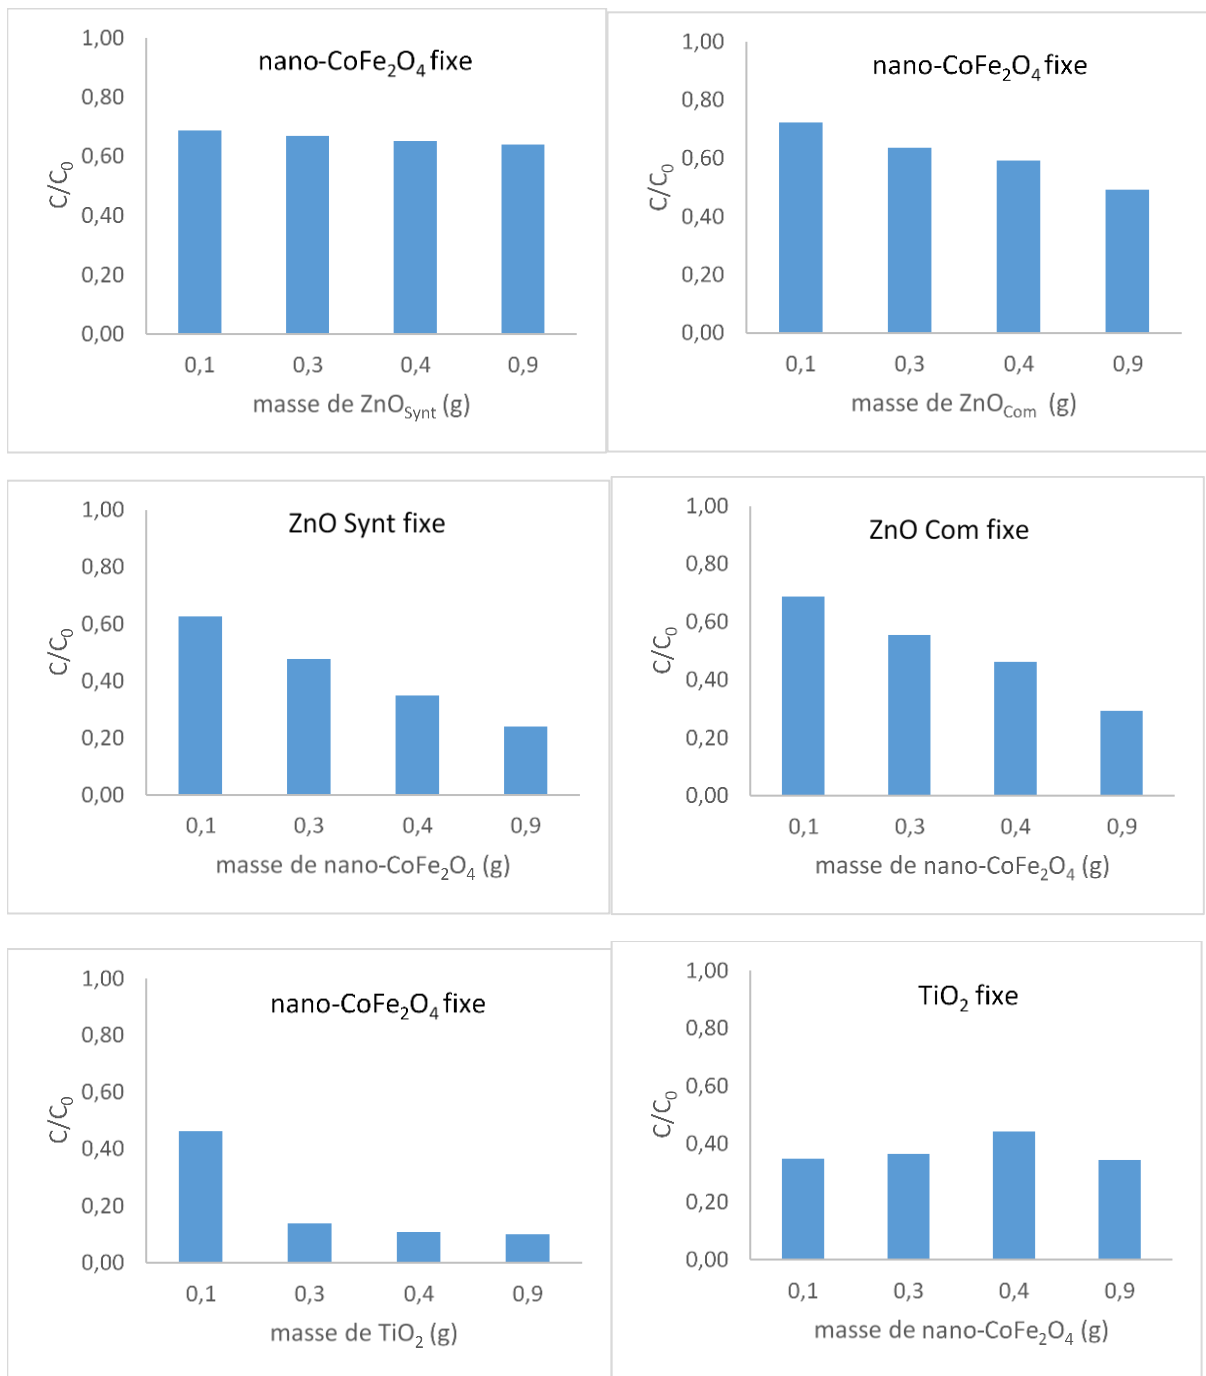 nano-CoFe₂O₄ fixe
1,00
0,80
0,60
0,40
0,20
0,00
C/C₀
0,1 0,3 0,4 0,9
masse de ZnO_Synt (g)
nano-CoFe₂O₄ fixe
1,00
0,80
0,60
0,40
0,20
0,00
C/C₀
0,1 0,3 0,4 0,9
masse de ZnO_Com (g)
ZnO Synt fixe
1,00
0,80
0,60
0,40
0,20
0,00
C/C₀
0,1 0,3 0,4 0,9
masse de nano-CoFe₂O₄ (g)
ZnO Com fixe
1,00
0,80
0,60
0,40
0,20
0,00
C/C₀
0,1 0,3 0,4 0,9
masse de nano-CoFe₂O₄ (g)
nano-CoFe₂O₄ fixe
1,00
0,80
0,60
0,40
0,20
0,00
C/C₀
0,1 0,3 0,4 0,9
masse de TiO₂ (g)
TiO₂ fixe
1,00
0,80
0,60
0,40
0,20
0,00
C/C₀
0,1 0,3 0,4 0,9
masse de nano-CoFe₂O₄ (g)